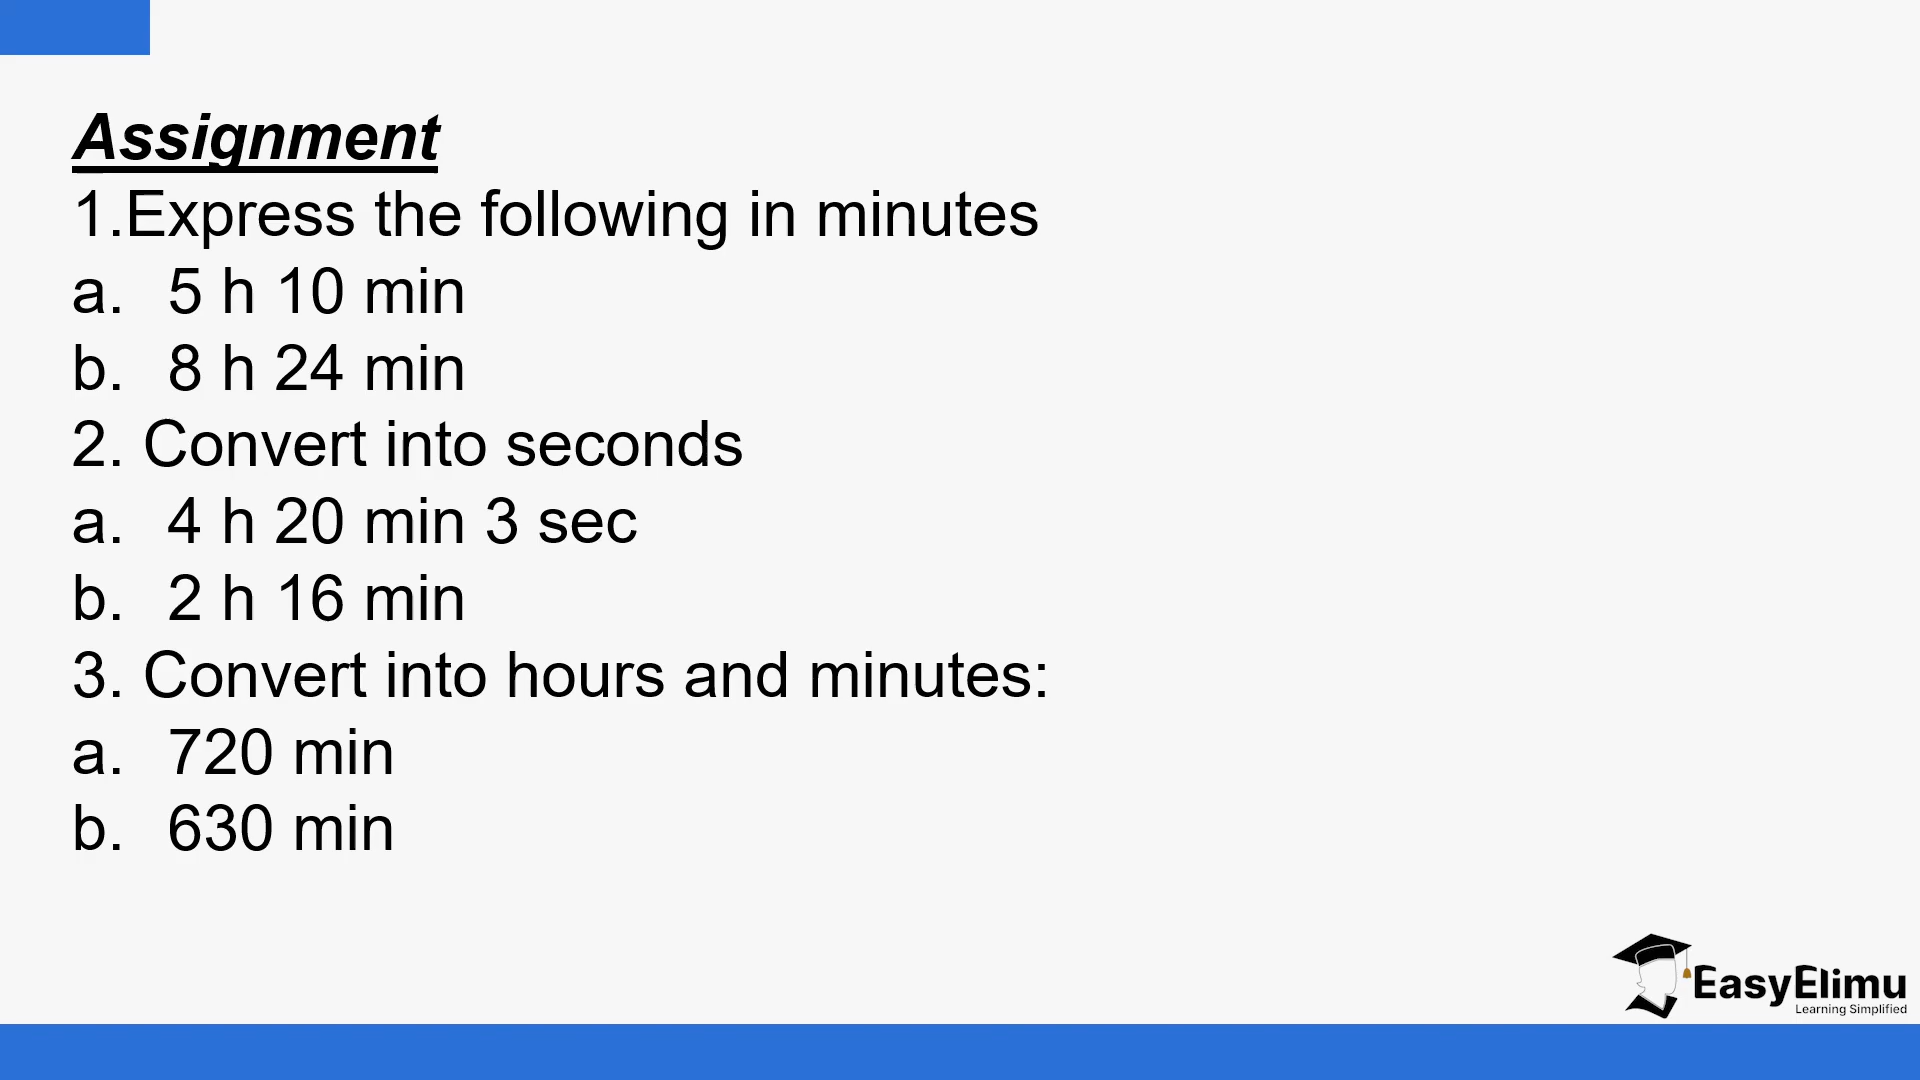 Assignment
1.Express the following in minutes
a. 5 h 10 min
b. 8 h 24 min
2. Convert into seconds
a. 4 h 20 min 3 sec
b. 2 h 16 min
3. Convert into hours and minutes:
a. 720 min
b. 630 min
EasyElimu
Learning Simplified